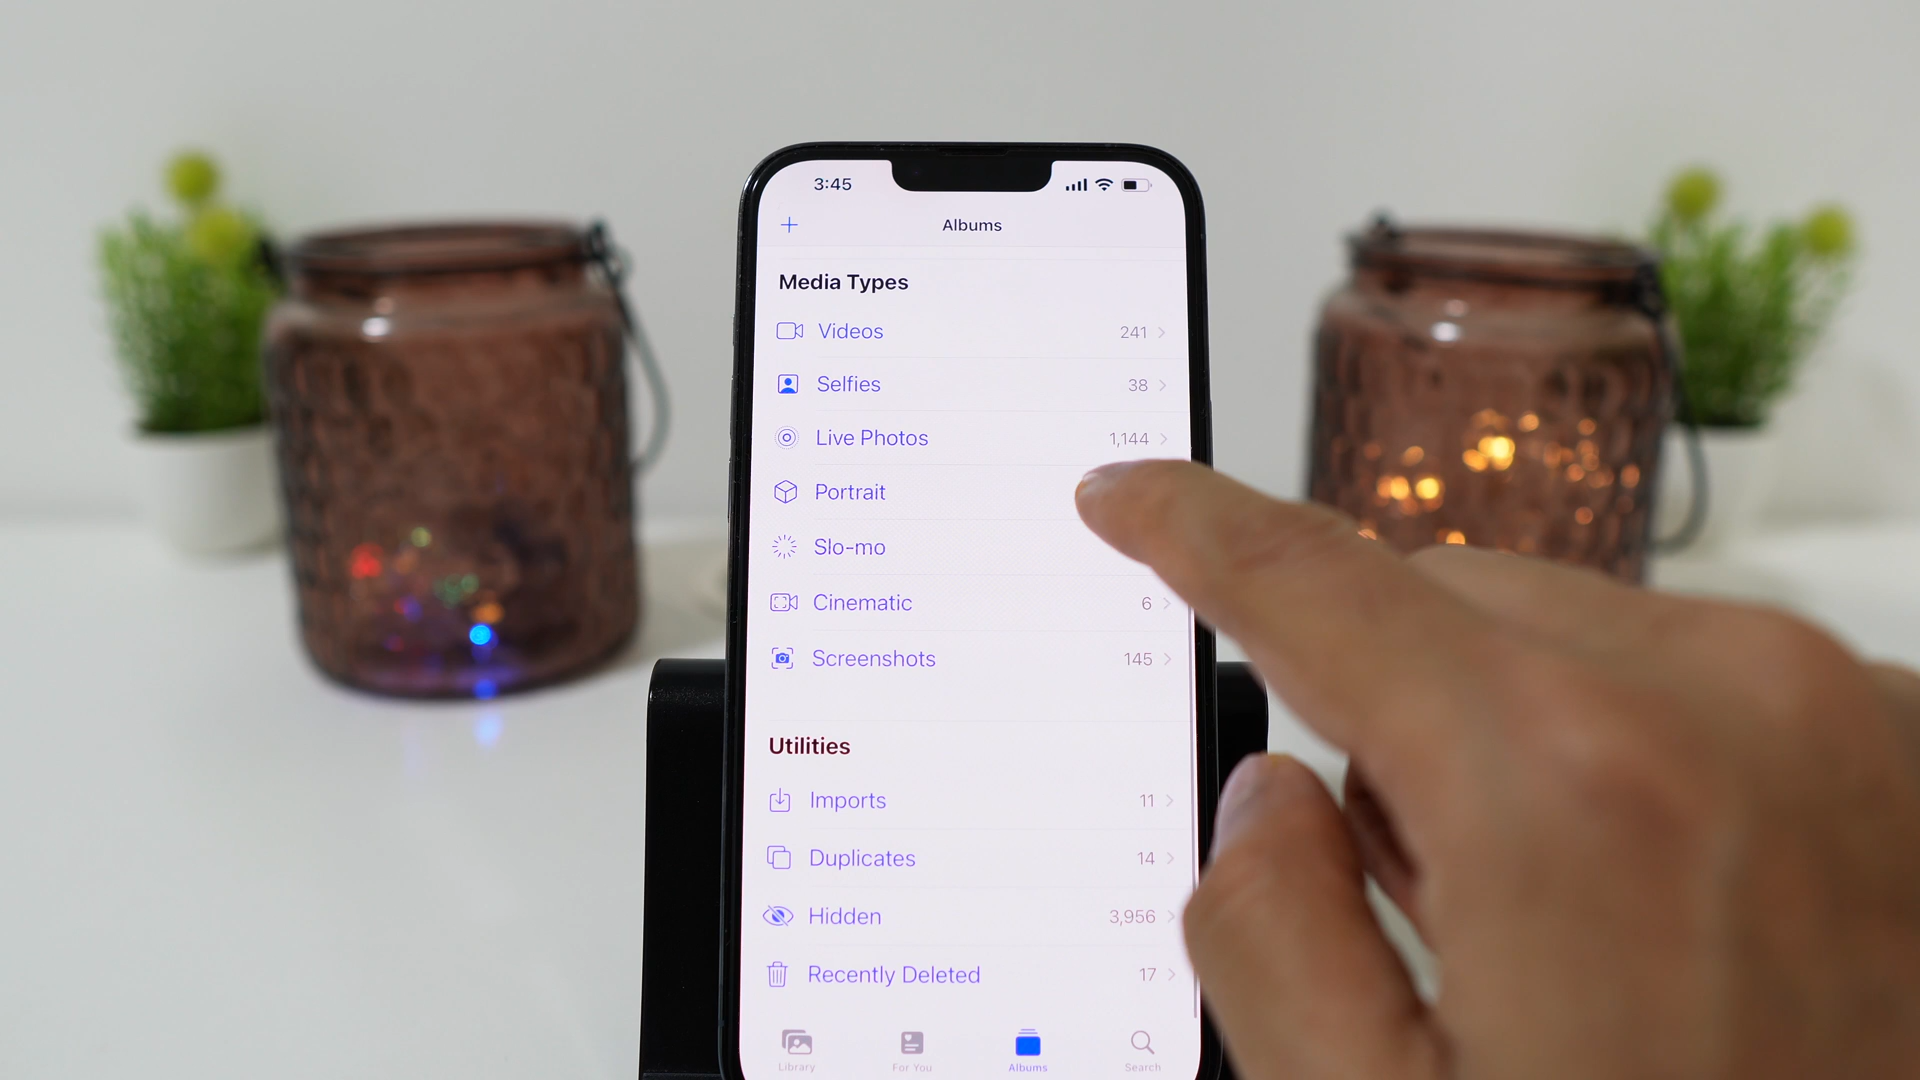 3:45
Albums
Media Types
Videos 241
Selfies 38
Live Photos 1,144
Portrait
Slo-mo
Cinematic 6
Screenshots 145
Utilities
Imports 11
Duplicates 14
Hidden 3,956
Recently Deleted 17
Library For You Albums Search